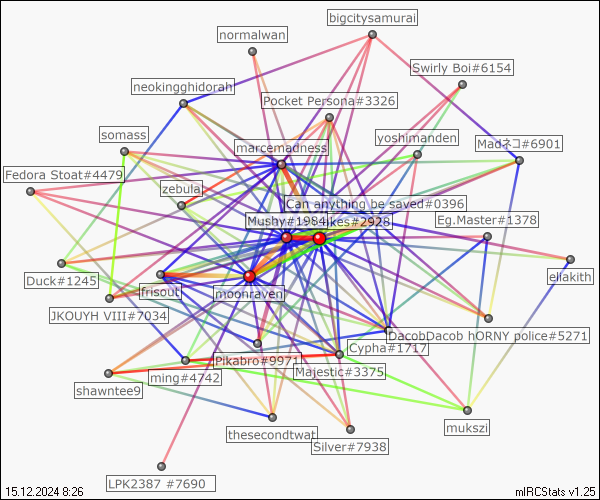 bigcitysamurai
normalwan
Swirly Boi#6154
neokingghidorah
Pocket Persona#3326
somass
yoshimanden
Madネコ#6901
marcemadness
Fedora Stoat#4479
zebulaj
Can anything be saved#0396
Mushy#1984
ikes#2928
Eg.Master#1378
Duck#1245
frisout
moonraven
ellakith
JKOUYH VIII#7034
DacobDacob hORNY police#5271
Cypha#1717
Pikabro#9971
Majestic#3375
ming#4742
shawntee9
mukszi
thesecondtwat
Silver#7938
LPK2387 #7690
15.12.2024 8:26
mIRCStats v1.25